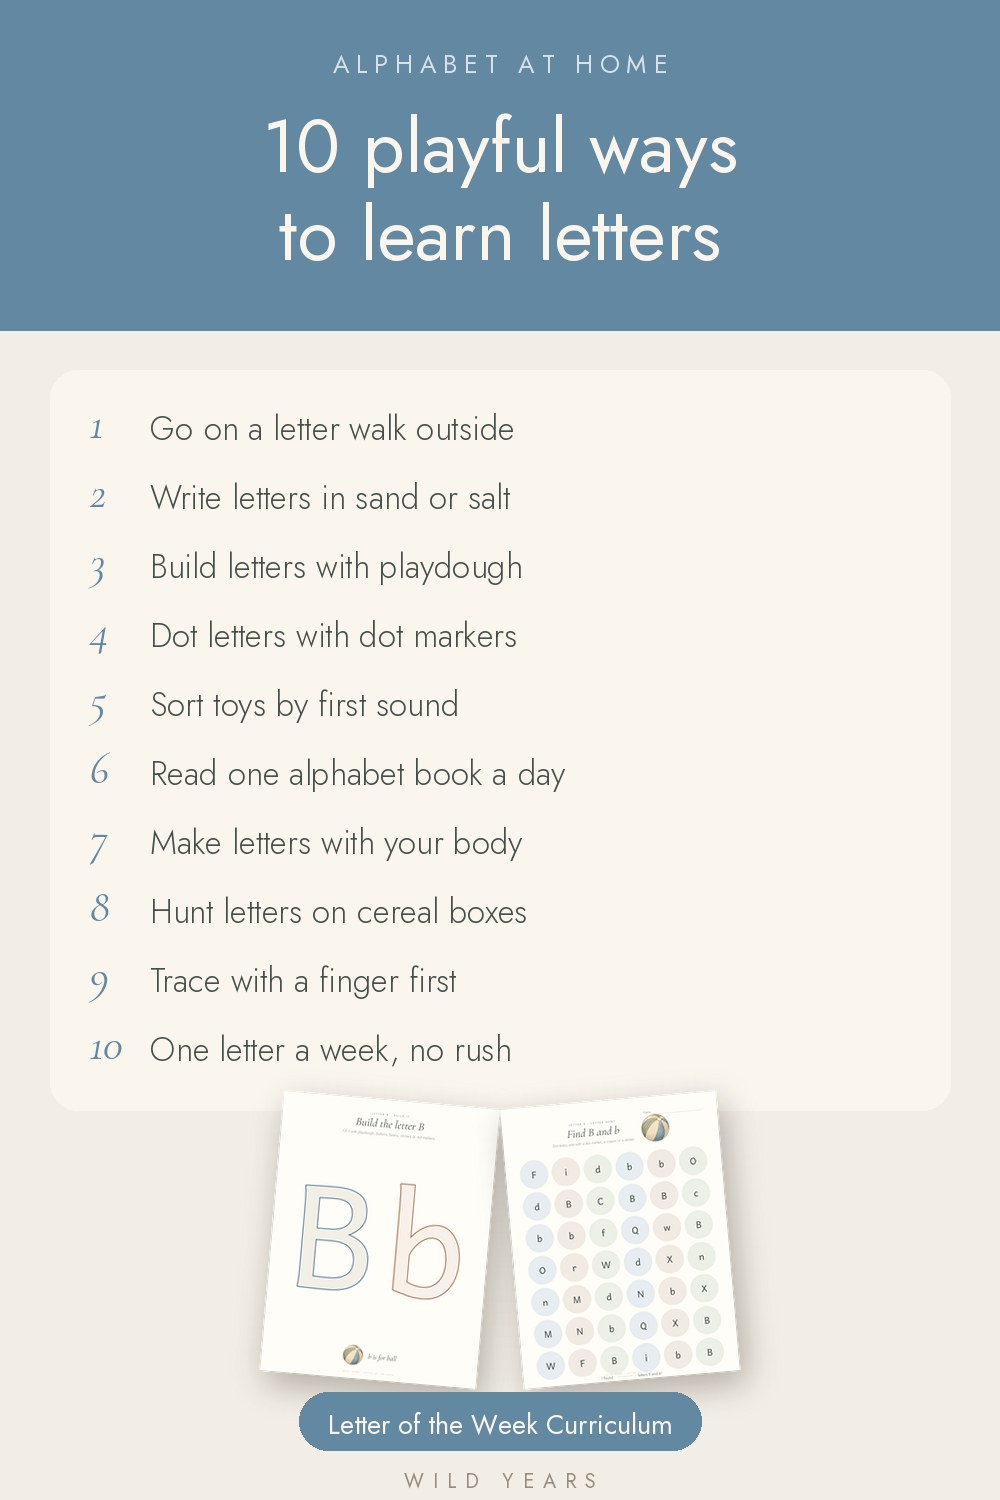 ALPHABET AT HOME
10 playful ways
to learn letters
1 Go on a letter walk outside
2 Write letters in sand or salt
3 Build letters with playdough
4 Dot letters with dot markers
5 Sort toys by first sound
6 Read one alphabet book a day
7 Make letters with your body
8 Hunt letters on cereal boxes
9 Trace with a finger first
10 One letter a week, no rush
Build the letter B
B b
b is for ball
Find B and b
F i d b b O
d B C B B c
b b f Q w B
O r W d X n
n M d N b X
M N b Q X B
W F B i b B
Letter of the Week Curriculum
WILD YEARS